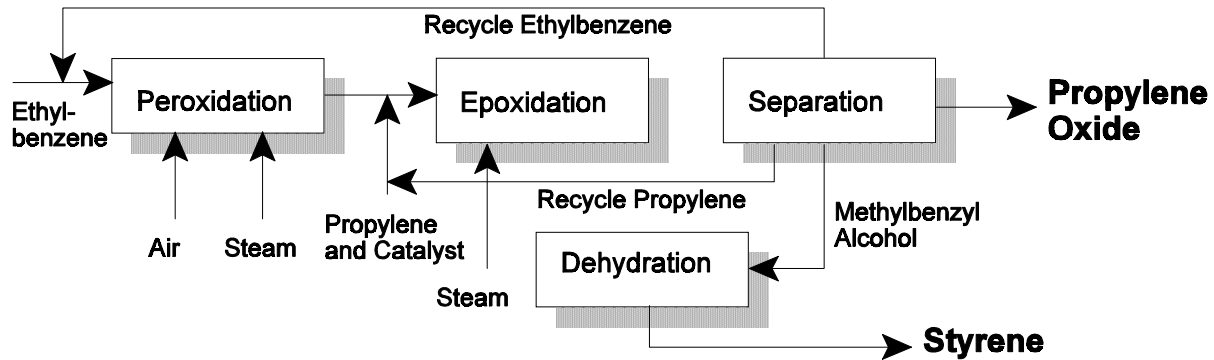 Recycle Ethylbenzene
Peroxidation
Epoxidation
Separation
Propylene
Oxide
Ethyl-
benzene
Recycle Propylene
Air
Steam
Propylene
and Catalyst
Methylbenzyl
Alcohol
Dehydration
Steam
Styrene